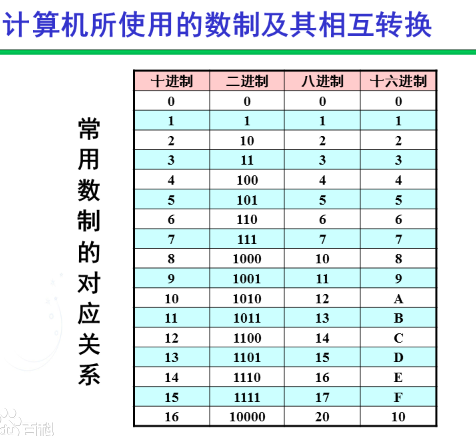 计算机所使用的数制及其相互转换
常用数制的对应关系
十进制 二进制 八进制 十六进制
0 0 0 0
1 1 1 1
2 10 2 2
3 11 3 3
4 100 4 4
5 101 5 5
6 110 6 6
7 111 7 7
8 1000 10 8
9 1001 11 9
10 1010 12 A
11 1011 13 B
12 1100 14 C
13 1101 15 D
14 1110 16 E
15 1111 17 F
16 10000 20 10